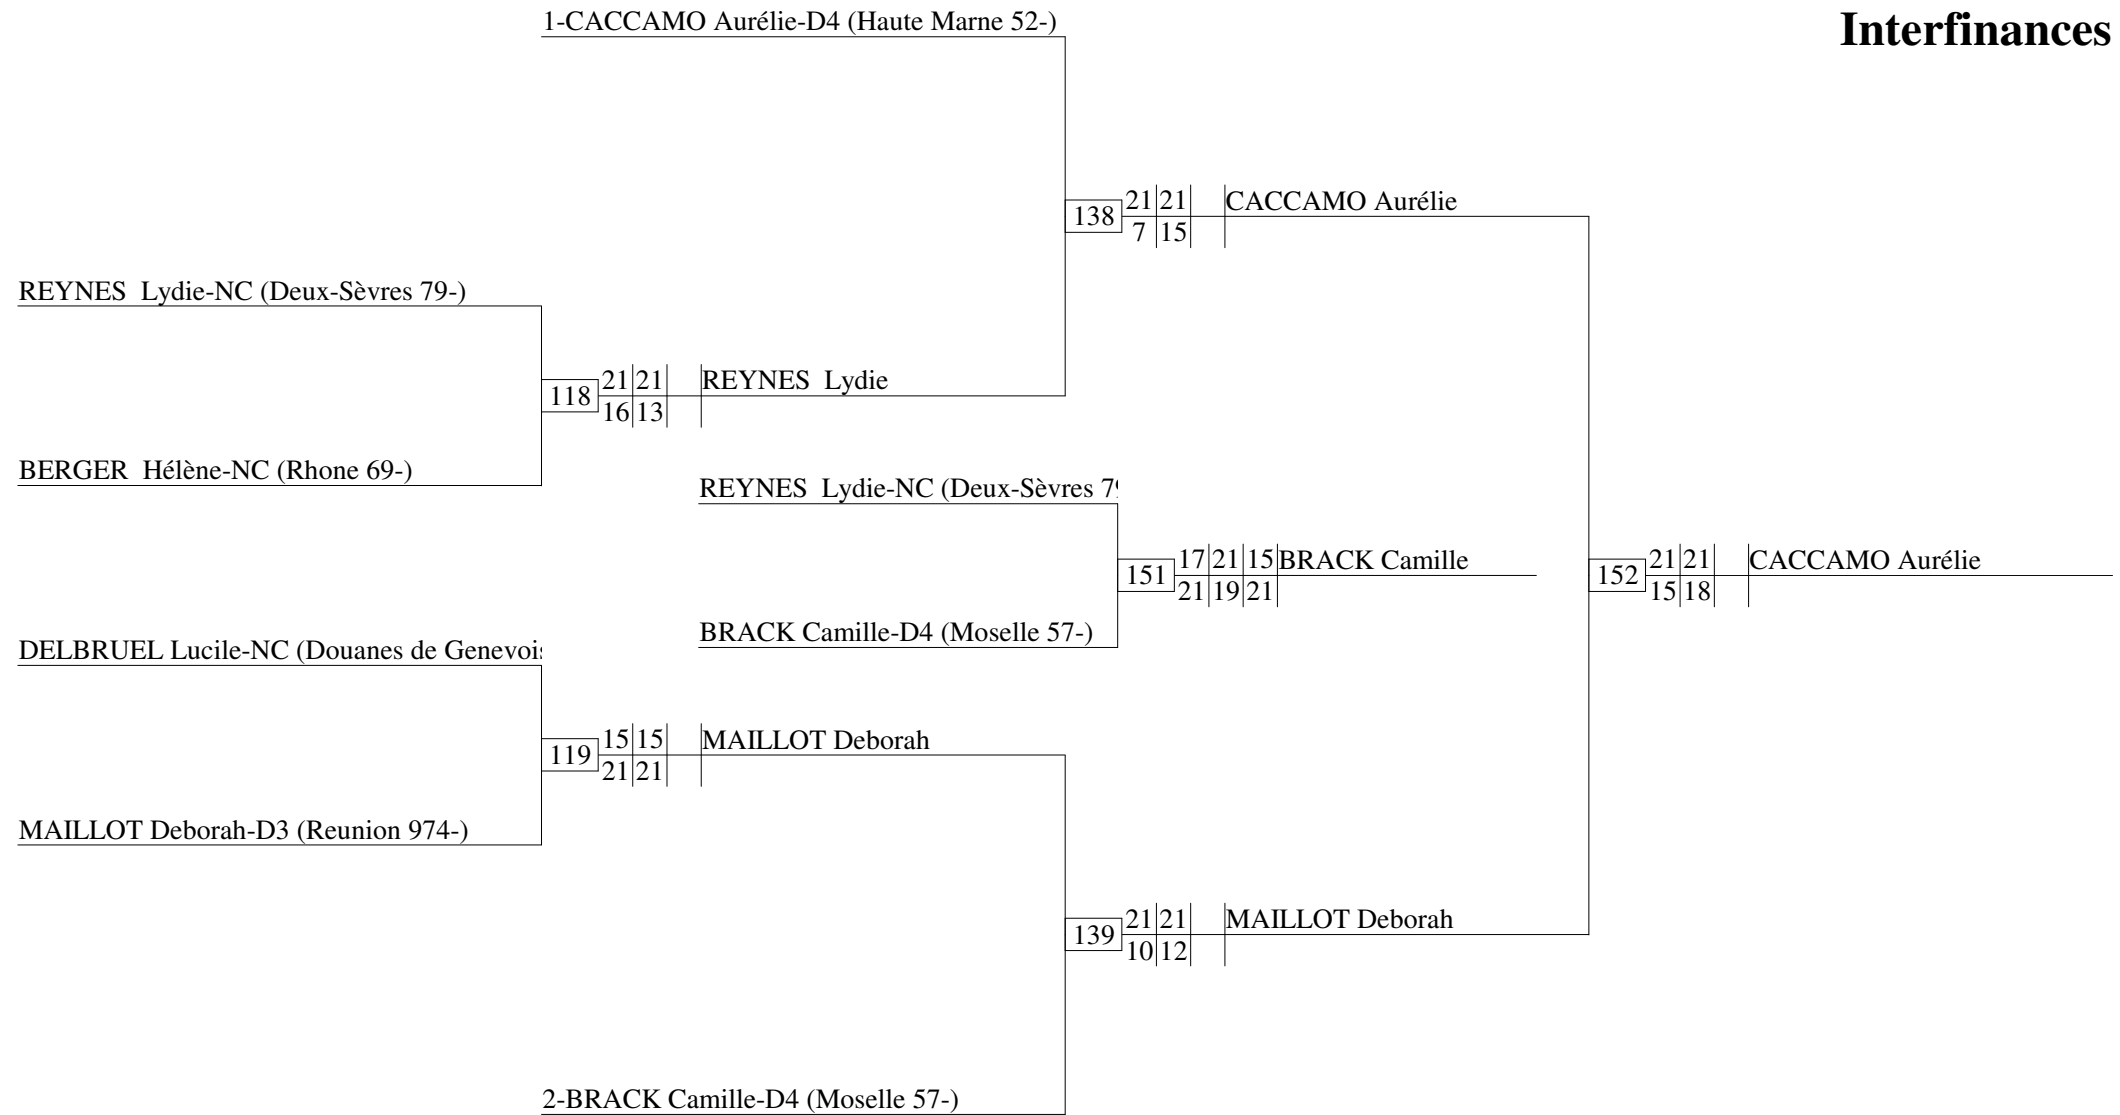 1-CACCAMO Aurélie-D4 (Haute Marne 52-)
Interfinances
21 21
138
CACCAMO Aurélie
7 15
REYNES Lydie-NC (Deux-Sèvres 79-)
21 21
118
REYNES Lydie
16 13
BERGER Hélène-NC (Rhone 69-)
REYNES Lydie-NC (Deux-Sèvres 79
17 21 15
151
BRACK Camille
21 19 21
21 21
152
CACCAMO Aurélie
15 18
BRACK Camille-D4 (Moselle 57-)
DELBRUEL Lucile-NC (Douanes de Genevois
15 15
119
MAILLOT Deborah
21 21
MAILLOT Deborah-D3 (Reunion 974-)
21 21
139
MAILLOT Deborah
10 12
2-BRACK Camille-D4 (Moselle 57-)